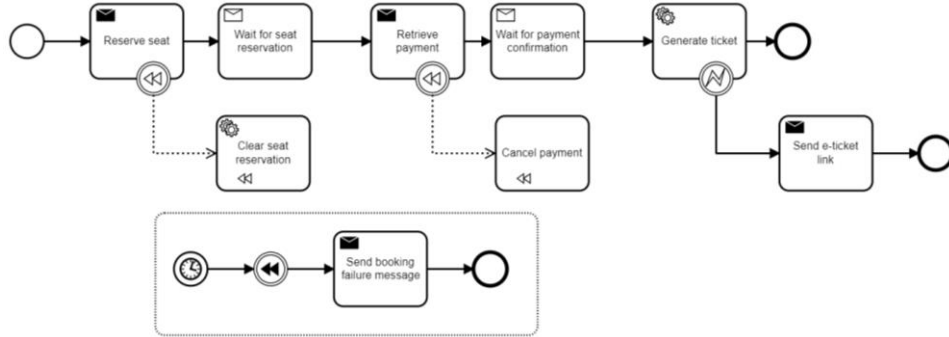 Reserve seat
Wait for seat
reservation
Retrieve
payment
Wait for payment
confirmation
Generate ticket
Clear seat
reservation
Cancel payment
Send e-ticket
link
Send booking
failure message